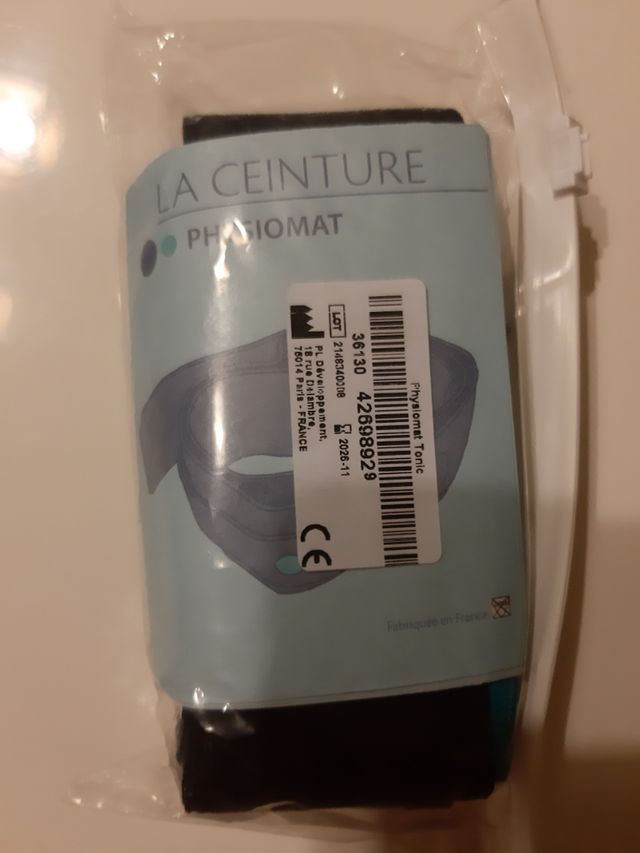 LA CEINTURE
PHYSIOMAT
Physiomat Tonic
36130 42698929
LOT 2148340008
2026-11
PL Développement,
18 rue Delambre,
75014 Paris - FRANCE
CE
Fabriquée en France